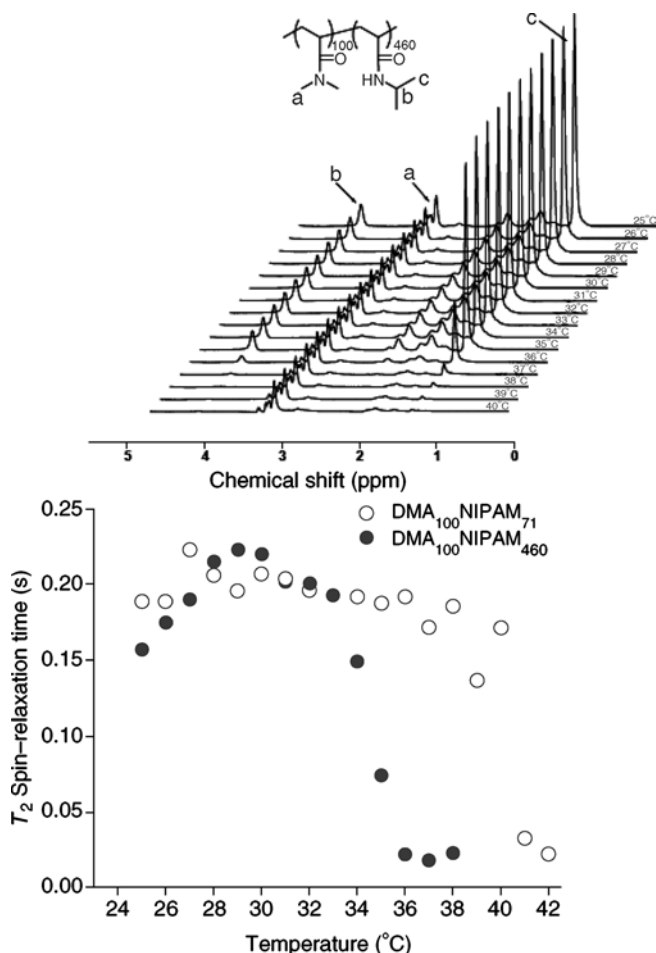 c
100
460
O
O
N
HN
c
a
b
b
a
25°C
26°C
27°C
28°C
29°C
30°C
31°C
32°C
33°C
34°C
35°C
36°C
37°C
38°C
39°C
40°C
5 4 3 2 1 0
Chemical shift (ppm)
0.25
DMA100NIPAM71
DMA100NIPAM460
0.20
0.15
0.10
0.05
0.00
T2 Spin–relaxation time (s)
24 26 28 30 32 34 36 38 40 42
Temperature (°C)